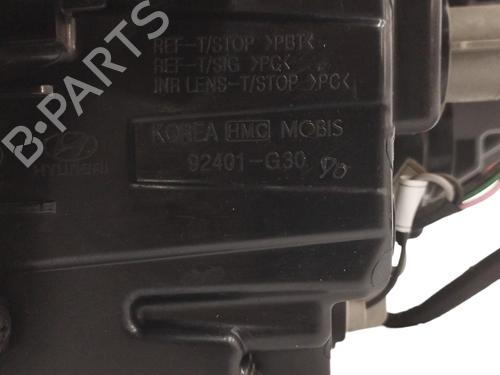 REF-T/STOP >PBT<
REF-T/SIG >PC<
INR LENS-T/STOP >PC<
KOREA HMC MOBIS
92401-G30
HYUNDAI
B-PARTS